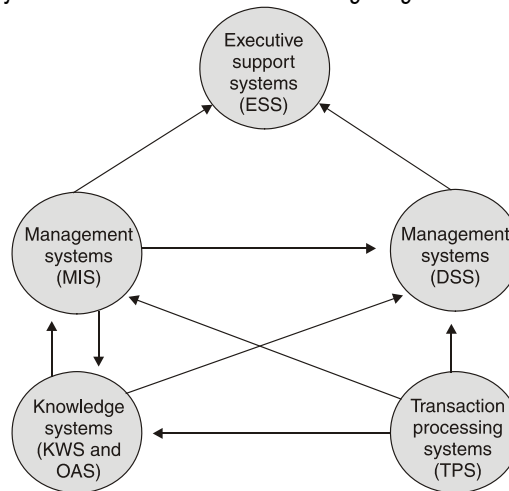 Executive
support
systems
(ESS)
Management
systems
(MIS)
Management
systems
(DSS)
Knowledge
systems
(KWS and
OAS)
Transaction
processing
systems
(TPS)